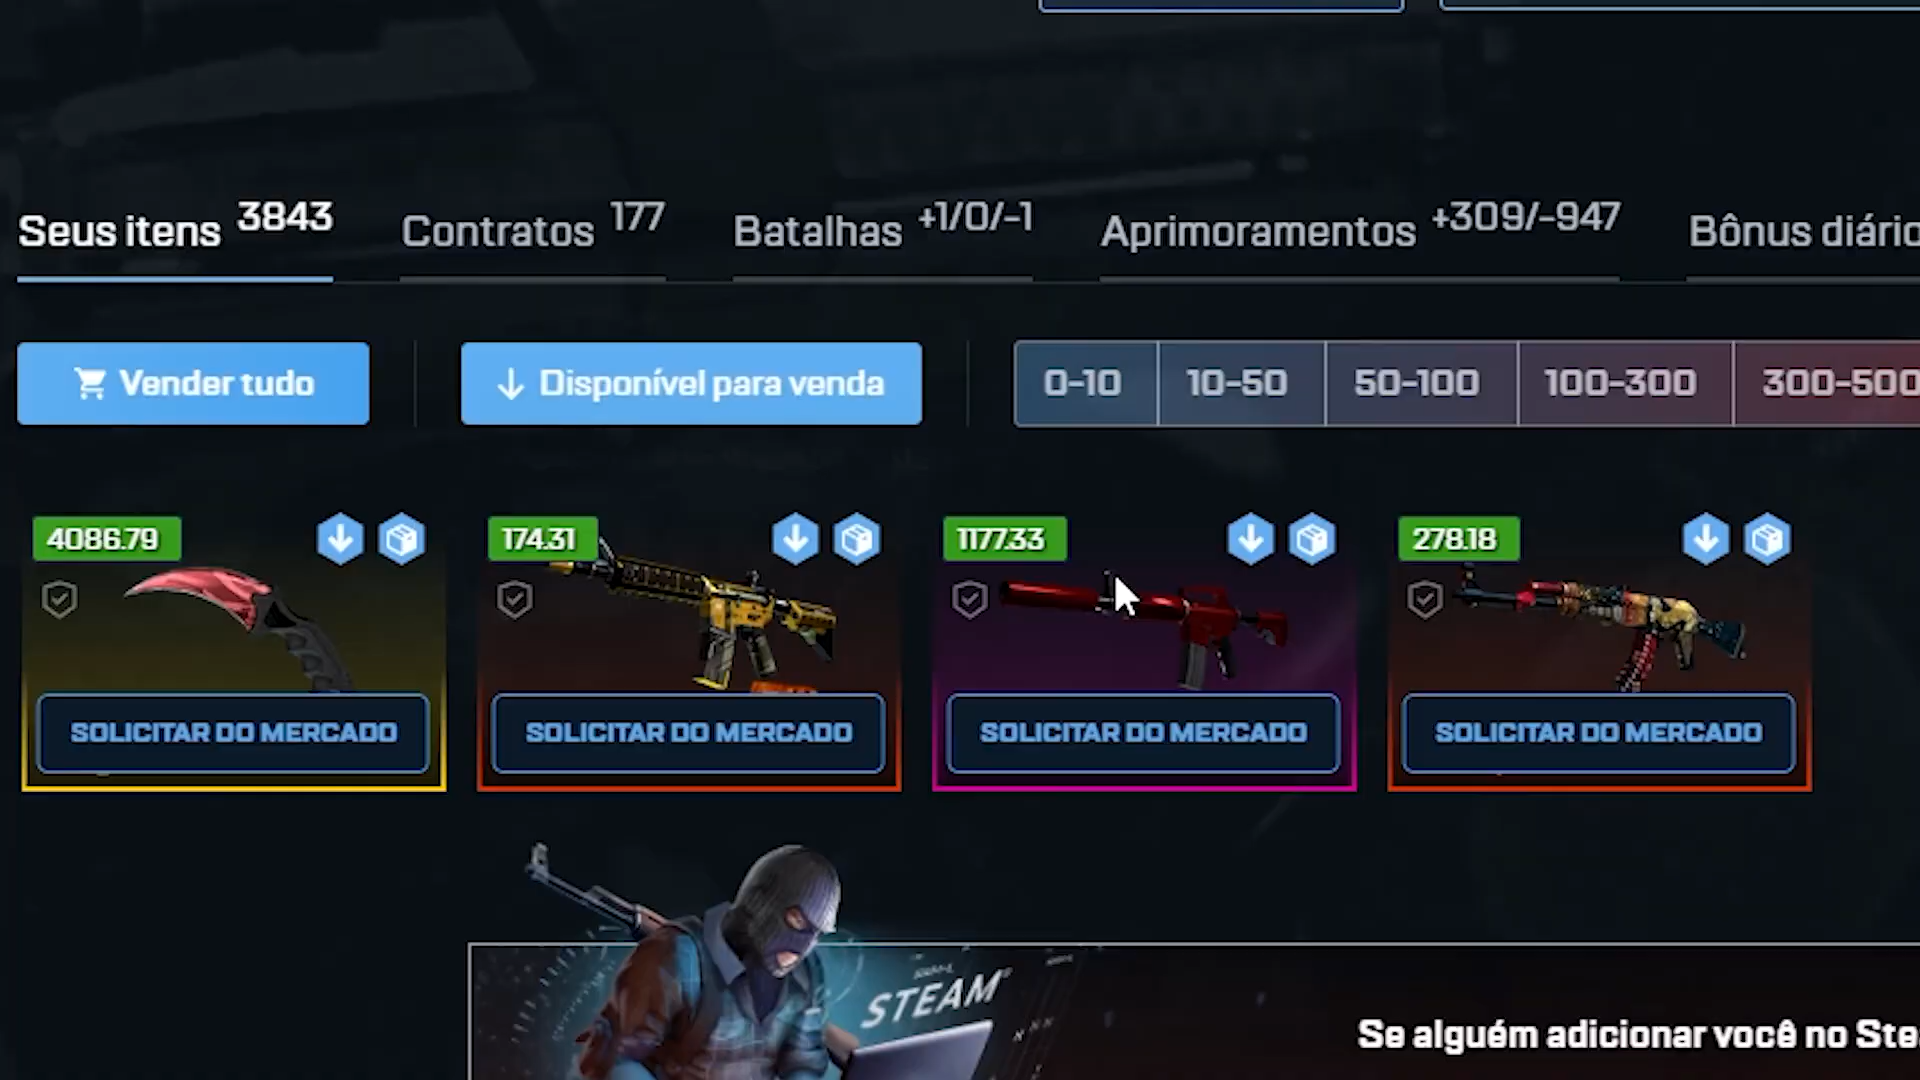 Seus itens 3843
Contratos 177
Batalhas +1/0/-1
Aprimoramentos +309/-947
Bônus diário
Vender tudo
Disponível para venda
0-10
10-50
50-100
100-300
300-500
4086.79
174.31
1177.33
278.18
SOLICITAR DO MERCADO
SOLICITAR DO MERCADO
SOLICITAR DO MERCADO
SOLICITAR DO MERCADO
STEAM
Se alguém adicionar você no Ste